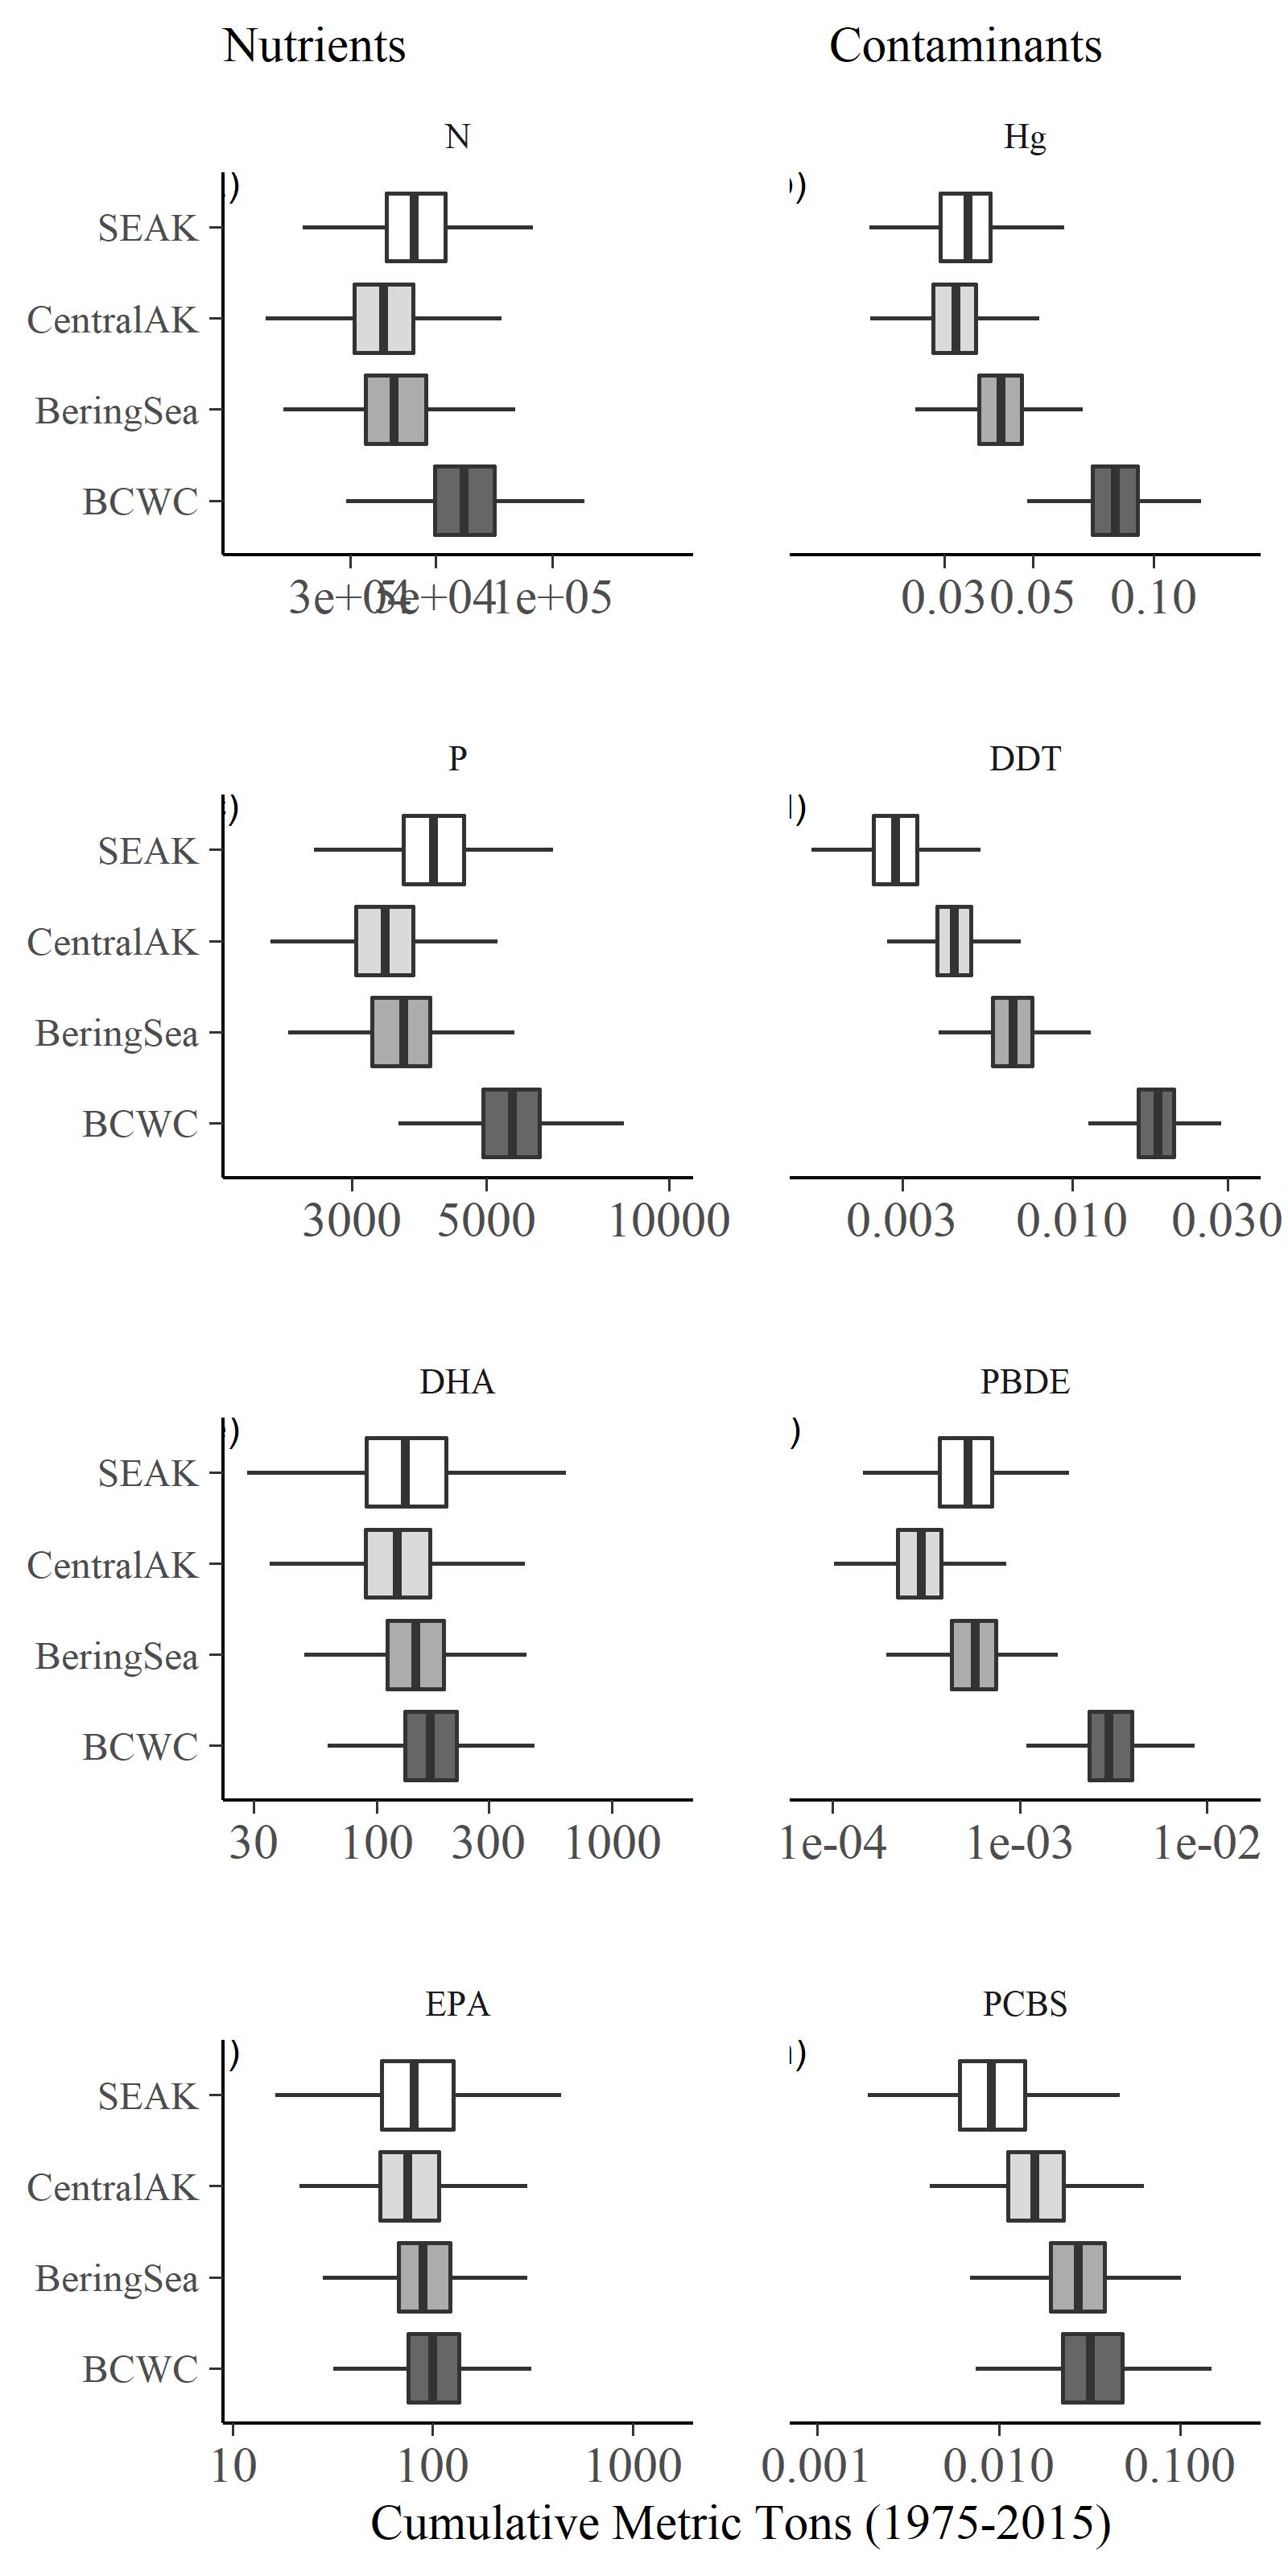 Nutrients Contaminants
N Hg
) )
SEAK
CentralAK
BeringSea
BCWC
3e+04 5e+04 1e+05 0.03 0.05 0.10
P DDT
) )
SEAK
CentralAK
BeringSea
BCWC
3000 5000 10000 0.003 0.010 0.030
DHA PBDE
) )
SEAK
CentralAK
BeringSea
BCWC
30 100 300 1000 1e-04 1e-03 1e-02
EPA PCBS
) )
SEAK
CentralAK
BeringSea
BCWC
10 100 1000 0.001 0.010 0.100
Cumulative Metric Tons (1975-2015)